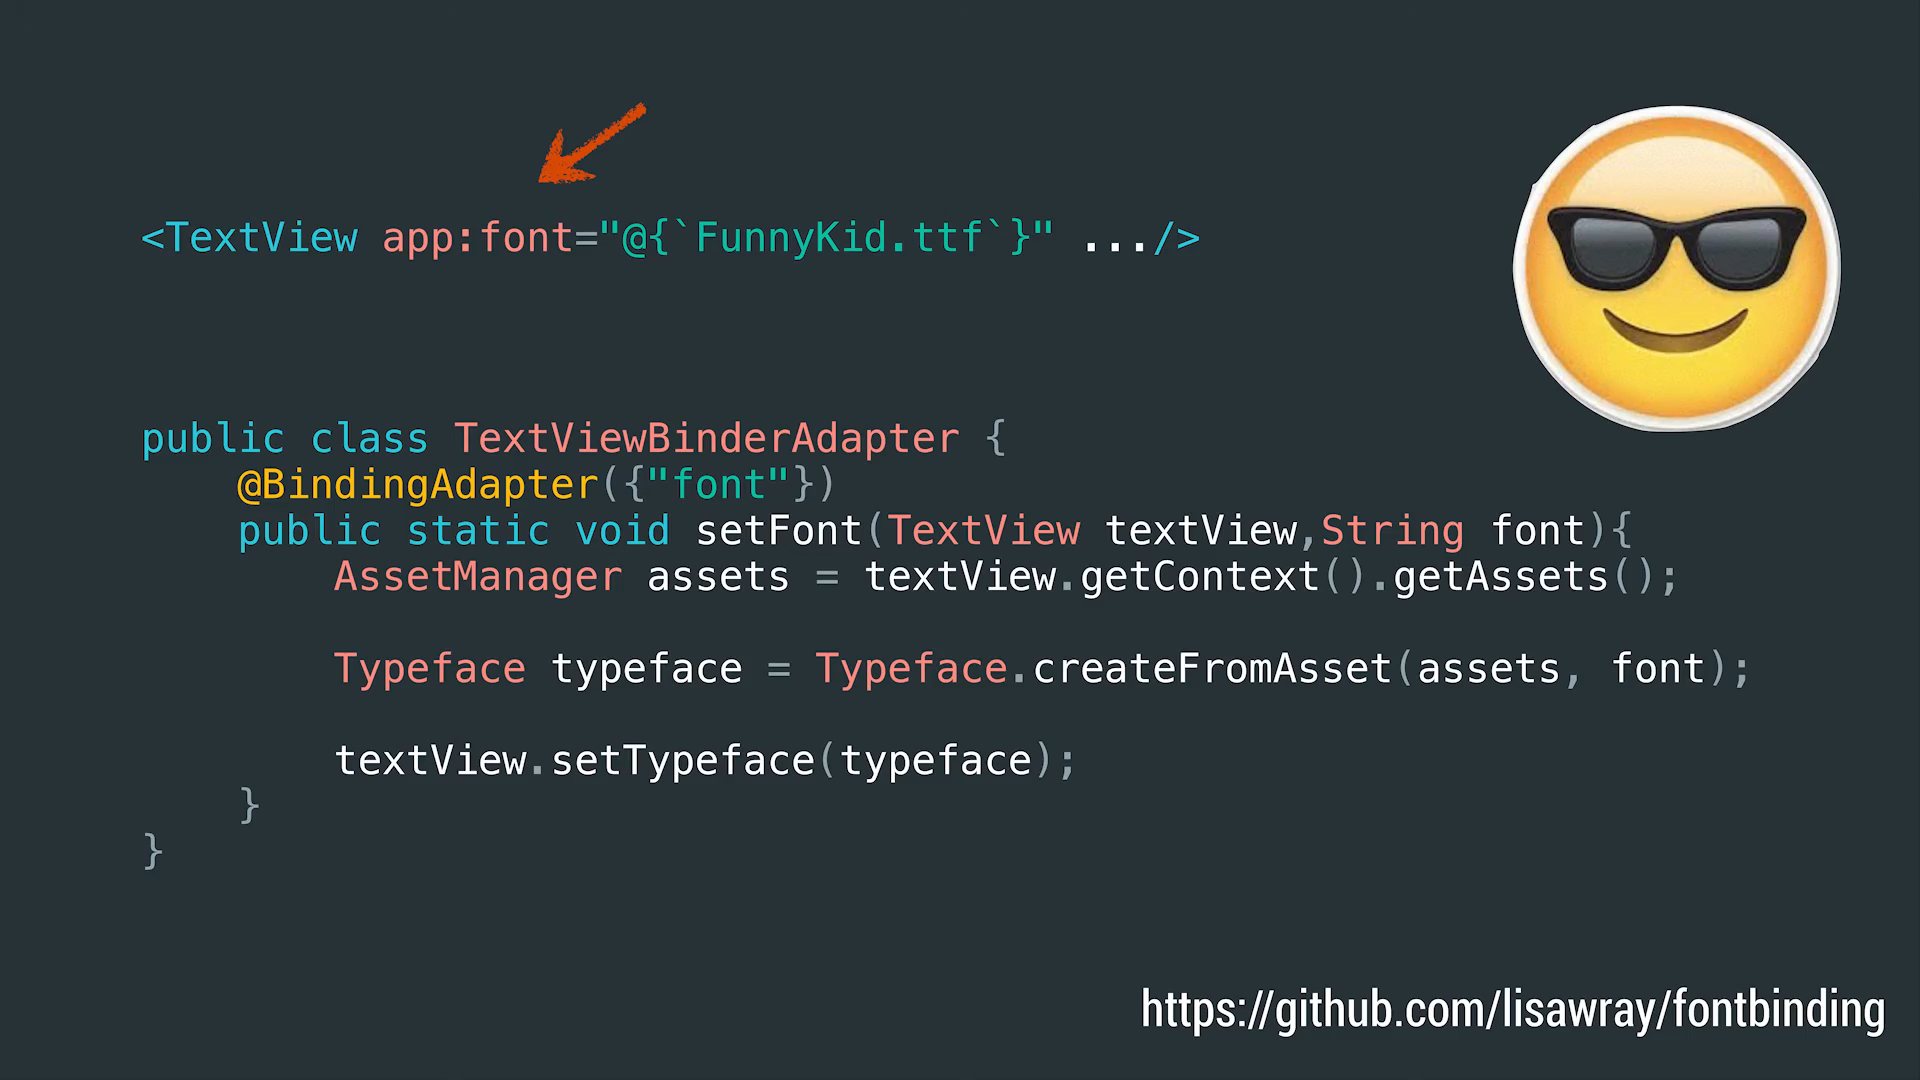 <TextView app:font="@{`FunnyKid.ttf`}" .../>
public class TextViewBinderAdapter {
@BindingAdapter({"font"})
public static void setFont(TextView textView,String font){
AssetManager assets = textView.getContext().getAssets();
Typeface typeface = Typeface.createFromAsset(assets, font);
textView.setTypeface(typeface);
}
}
https://github.com/lisawray/fontbinding